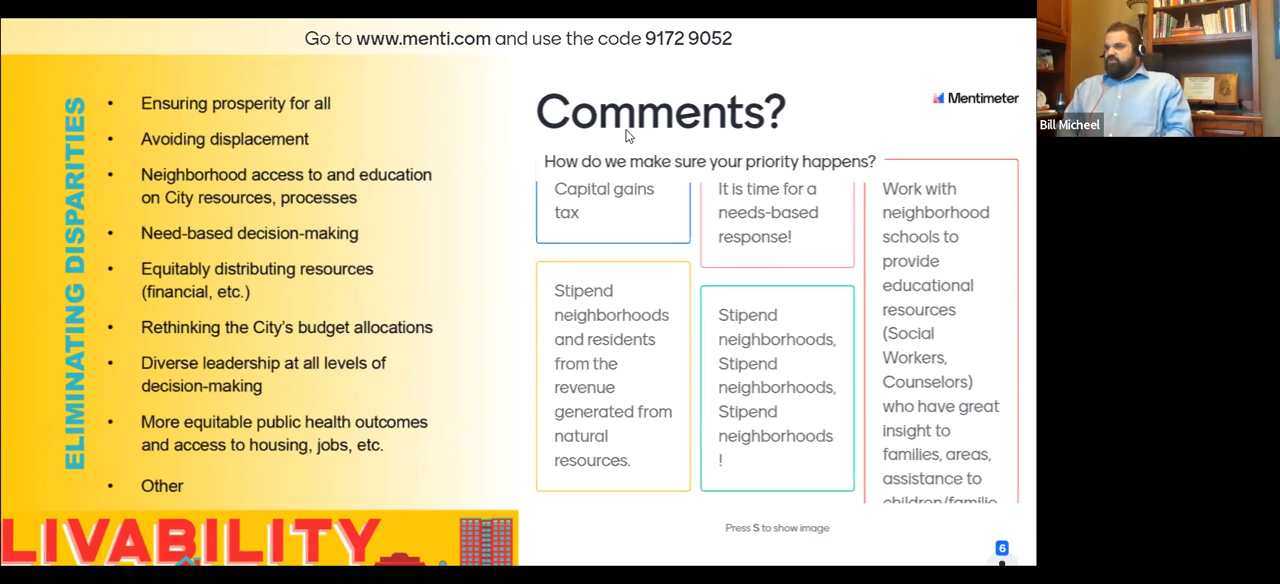 Go to www.menti.com and use the code 9172 9052
ELIMINATING DISPARITIES
• Ensuring prosperity for all
• Avoiding displacement
• Neighborhood access to and education
on City resources, processes
• Need-based decision-making
• Equitably distributing resources
(financial, etc.)
• Rethinking the City's budget allocations
• Diverse leadership at all levels of
decision-making
• More equitable public health outcomes
and access to housing, jobs, etc.
• Other
LIVABILITY
Comments?
Mentimeter
How do we make sure your priority happens?
Capital gains
tax
Stipend
neighborhoods
and residents
from the
revenue
generated from
natural
resources.
It is time for a
needs-based
response!
Stipend
neighborhoods,
Stipend
neighborhoods,
Stipend
neighborhoods
!
Work with
neighborhood
schools to
provide
educational
resources
(Social
Workers,
Counselors)
who have great
insight to
families, areas,
assistance to
children/familie
Press S to show image
6
Bill Micheel